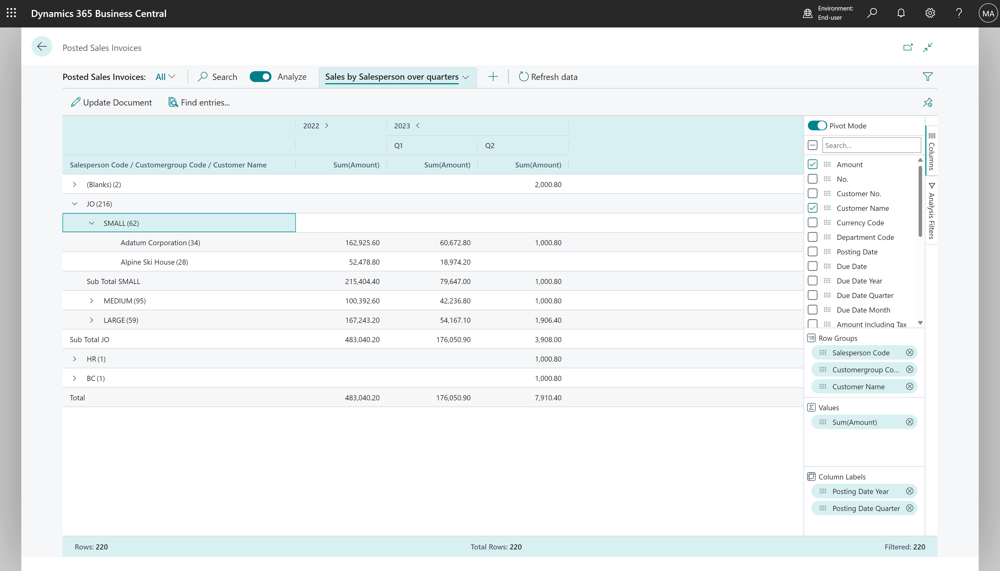 Dynamics 365 Business Central
Environment:
End-user
MA
Posted Sales Invoices
Posted Sales Invoices: All
Search
Analyze
Sales by Salesperson over quarters
Refresh data
Update Document
Find entries...
2022
2023
Q1
Q2
Salesperson Code / Customergroup Code / Customer Name
Sum(Amount)
Sum(Amount)
Sum(Amount)
(Blanks) (2) 2,000.80
JO (216)
SMALL (62)
Adatum Corporation (34) 162,925.60 60,672.80 1,000.80
Alpine Ski House (28) 52,478.80 18,974.20
Sub Total SMALL 215,404.40 79,647.00 1,000.80
MEDIUM (95) 100,392.60 42,236.80 1,000.80
LARGE (59) 167,243.20 54,167.10 1,906.40
Sub Total JO 483,040.20 176,050.90 3,908.00
HR (1) 1,000.80
BC (1) 1,000.80
Total 483,040.20 176,050.90 7,910.40
Pivot Mode
Search...
Amount
No.
Customer No.
Customer Name
Currency Code
Department Code
Posting Date
Due Date
Due Date Year
Due Date Quarter
Due Date Month
Amount Including Tax
Row Groups
Salesperson Code
Customergroup Co...
Customer Name
Values
Sum(Amount)
Column Labels
Posting Date Year
Posting Date Quarter
Columns
Analysis Filters
Rows: 220
Total Rows: 220
Filtered: 220